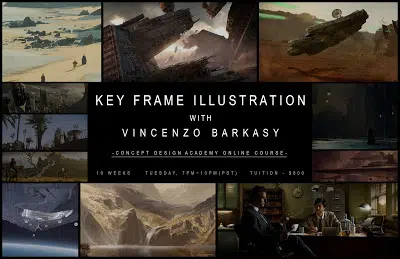 KEY FRAME ILLUSTRATION
WITH
VINCENZO BARKASY
-CONCEPT DESIGN ACADEMY ONLINE COURSE-
10 WEEKS TUESDAY, 7PM-10PM(PST) TUITION - $800